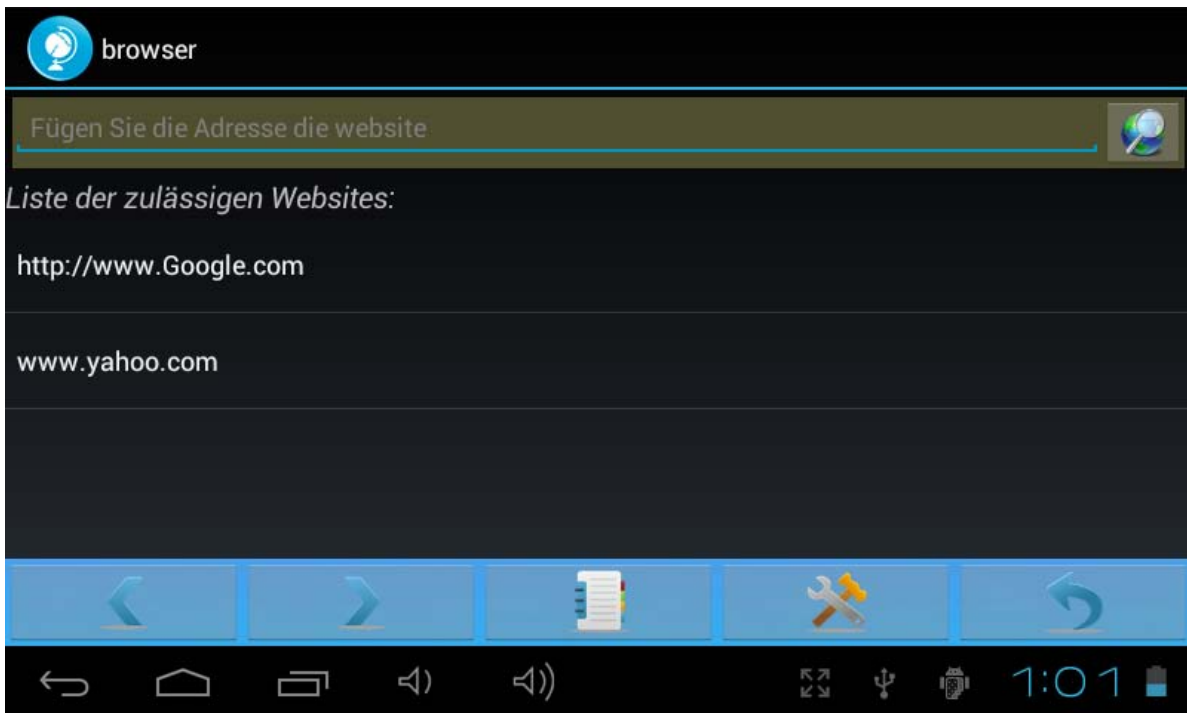 browser
Fügen Sie die Adresse die website
Liste der zulässigen Websites:
http://www.Google.com
www.yahoo.com
1:01